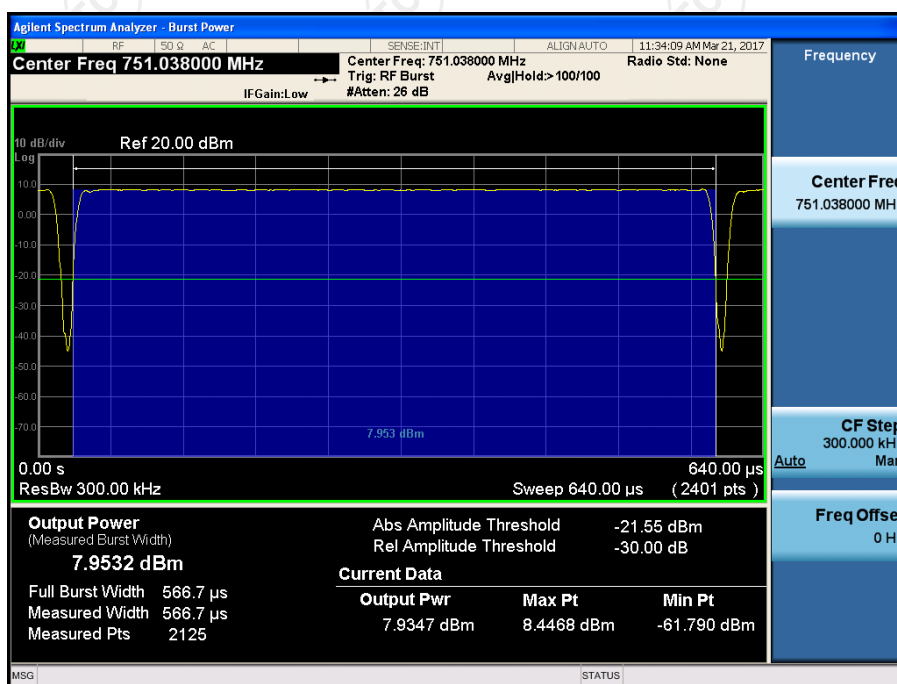 Agilent Spectrum Analyzer - Burst Power
LXI RF 50 Ω AC SENSE:INT ALIGN AUTO 11:34:09 AM Mar 21, 2017
Center Freq 751.038000 MHz
Center Freq: 751.038000 MHz Radio Std: None
Trig: RF Burst Avg|Hold:>100/100
IFGain:Low #Atten: 26 dB
Frequency
10 dB/div Ref 20.00 dBm
Log
10.0
0.00
-10.0
-20.0
-30.0
-40.0
-50.0
-60.0
-70.0
7.953 dBm
0.00 s 640.00 µs
ResBw 300.00 kHz Sweep 640.00 µs (2401 pts)
Center Freq
751.038000 MH
CF Step
300.000 kH
Auto Mar
Freq Offse
0 H
Output Power
(Measured Burst Width)
7.9532 dBm
Full Burst Width 566.7 µs
Measured Width 566.7 µs
Measured Pts 2125
Abs Amplitude Threshold -21.55 dBm
Rel Amplitude Threshold -30.00 dB
Current Data
Output Pwr Max Pt Min Pt
7.9347 dBm 8.4468 dBm -61.790 dBm
MSG STATUS